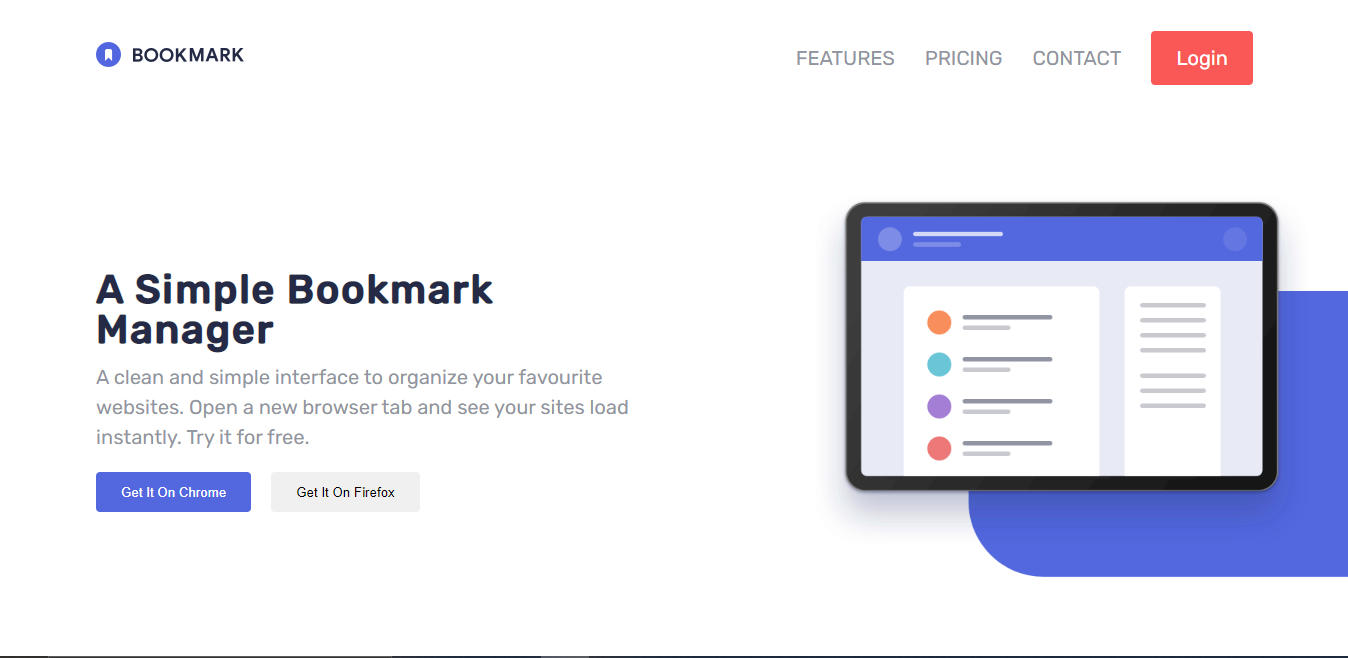 BOOKMARK
FEATURES PRICING CONTACT Login
A Simple Bookmark
Manager
A clean and simple interface to organize your favourite
websites. Open a new browser tab and see your sites load
instantly. Try it for free.
Get It On Chrome Get It On Firefox